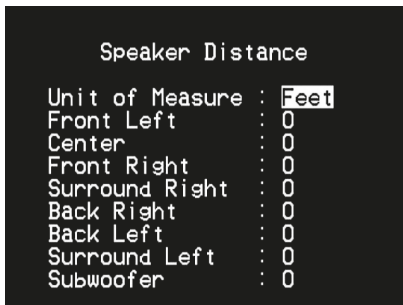 Speaker Distance
Unit of Measure : Feet
Front Left : 0
Center : 0
Front Right : 0
Surround Right : 0
Back Right : 0
Back Left : 0
Surround Left : 0
Subwoofer : 0